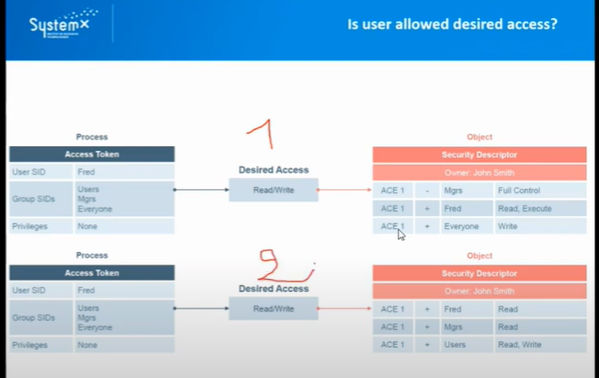 Systemx
Is user allowed desired access?
1
Process
Access Token
User SID Fred
Group SIDs Users
Mgrs
Everyone
Privileges None
Desired Access
Read/Write
Object
Security Descriptor
Owner: John Smith
ACE 1 - Mgrs Full Control
ACE 1 + Fred Read, Execute
ACE 1 + Everyone Write
2
Process
Access Token
User SID Fred
Group SIDs Users
Mgrs
Everyone
Privileges None
Desired Access
Read/Write
Object
Security Descriptor
Owner: John Smith
ACE 1 + Fred Read
ACE 1 + Mgrs Read
ACE 1 + Users Read, Write